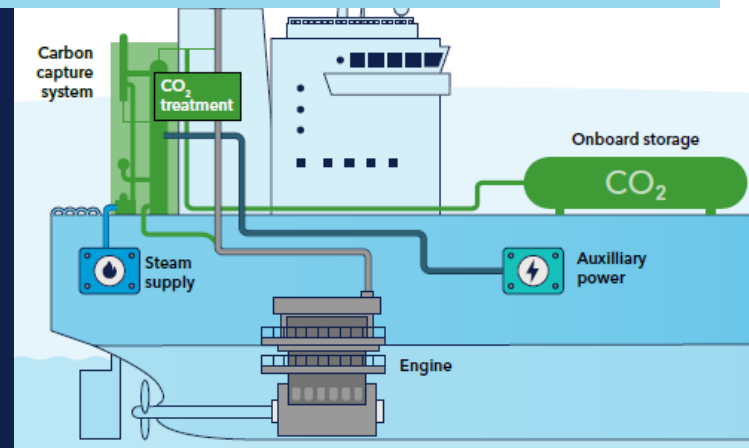 Carbon
capture
system
CO₂
treatment
Onboard storage
CO₂
Steam
supply
Auxilliary
power
Engine